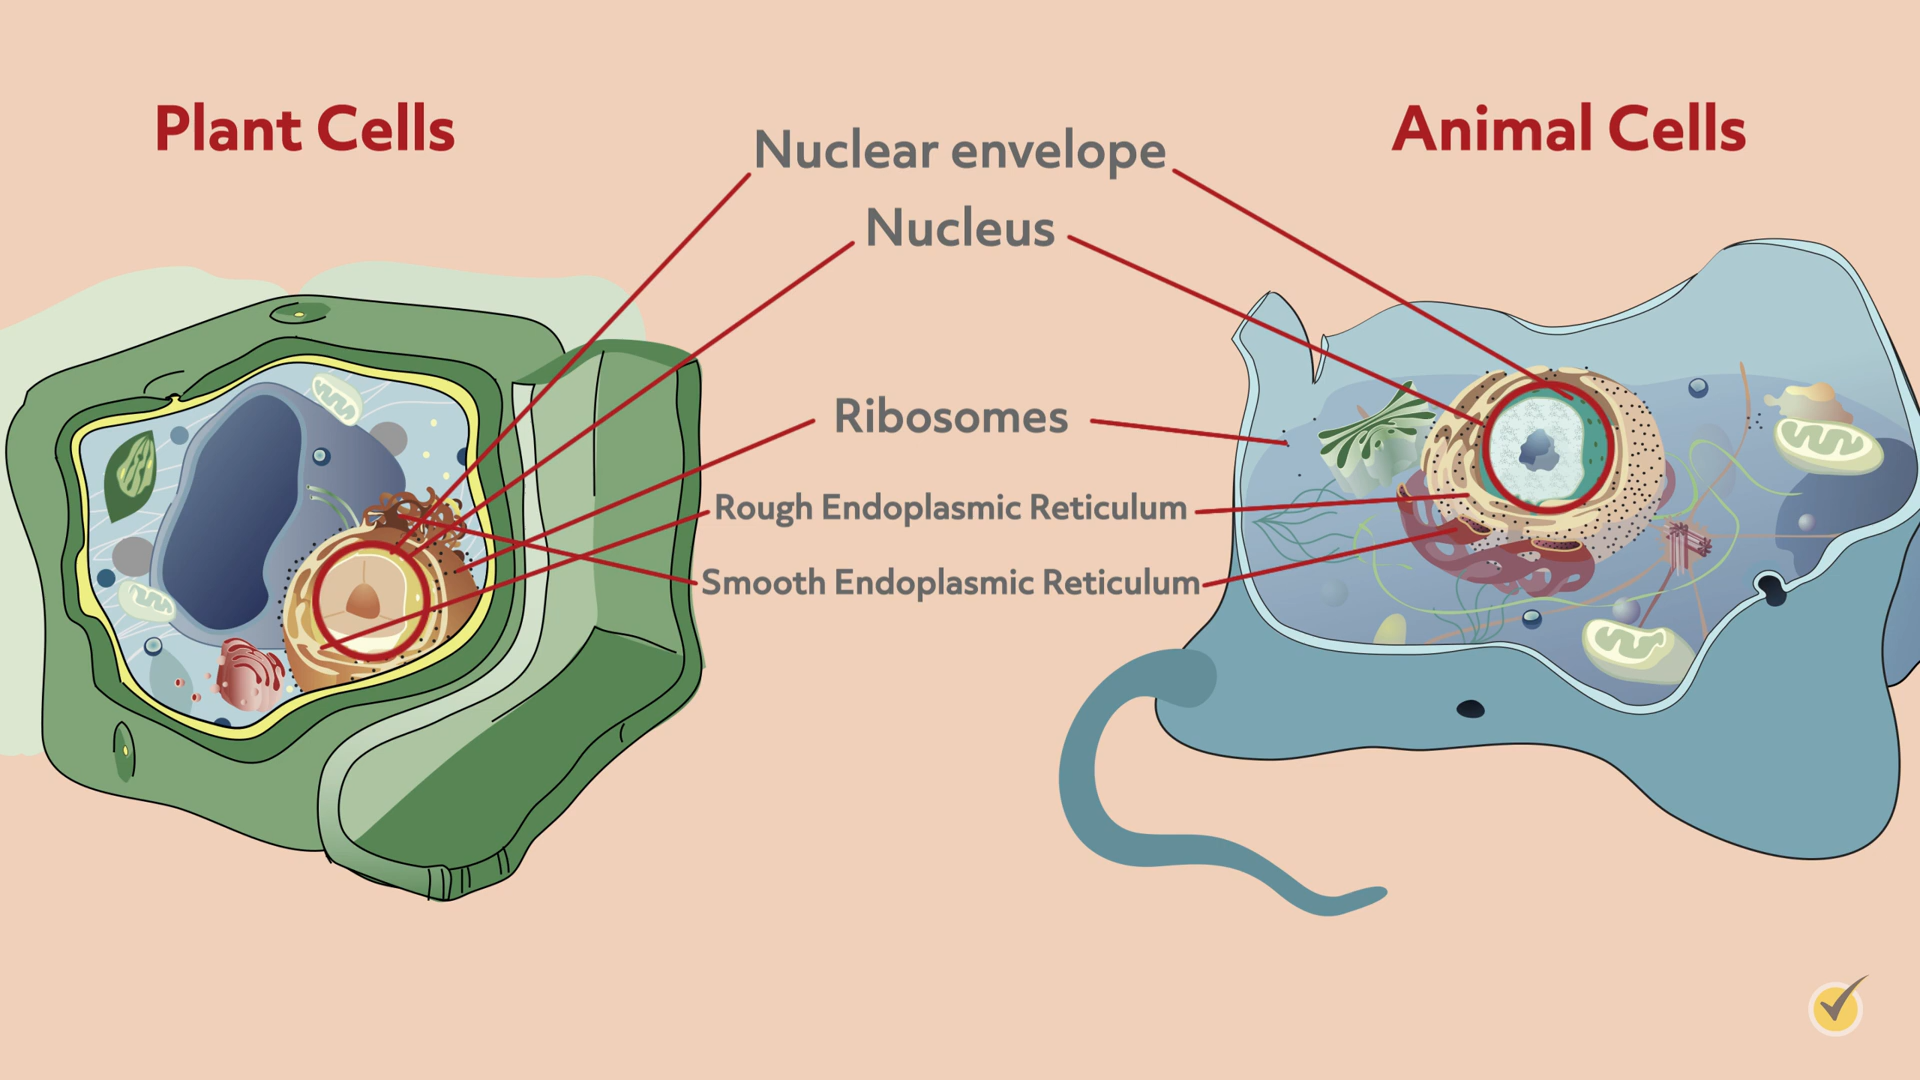 Plant Cells
Animal Cells
Nuclear envelope
Nucleus
Ribosomes
Rough Endoplasmic Reticulum
Smooth Endoplasmic Reticulum